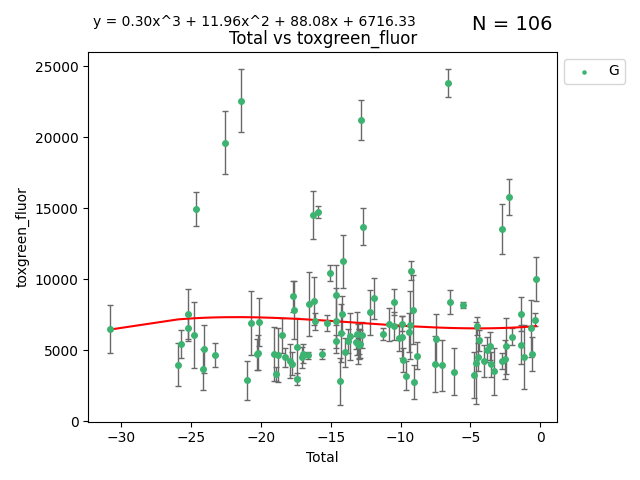 y = 0.30x^3 + 11.96x^2 + 88.08x + 6716.33
N = 106
Total vs toxgreen_fluor
G
toxgreen_fluor
25000
20000
15000
10000
5000
0
−30 −25 −20 −15 −10 −5 0
Total